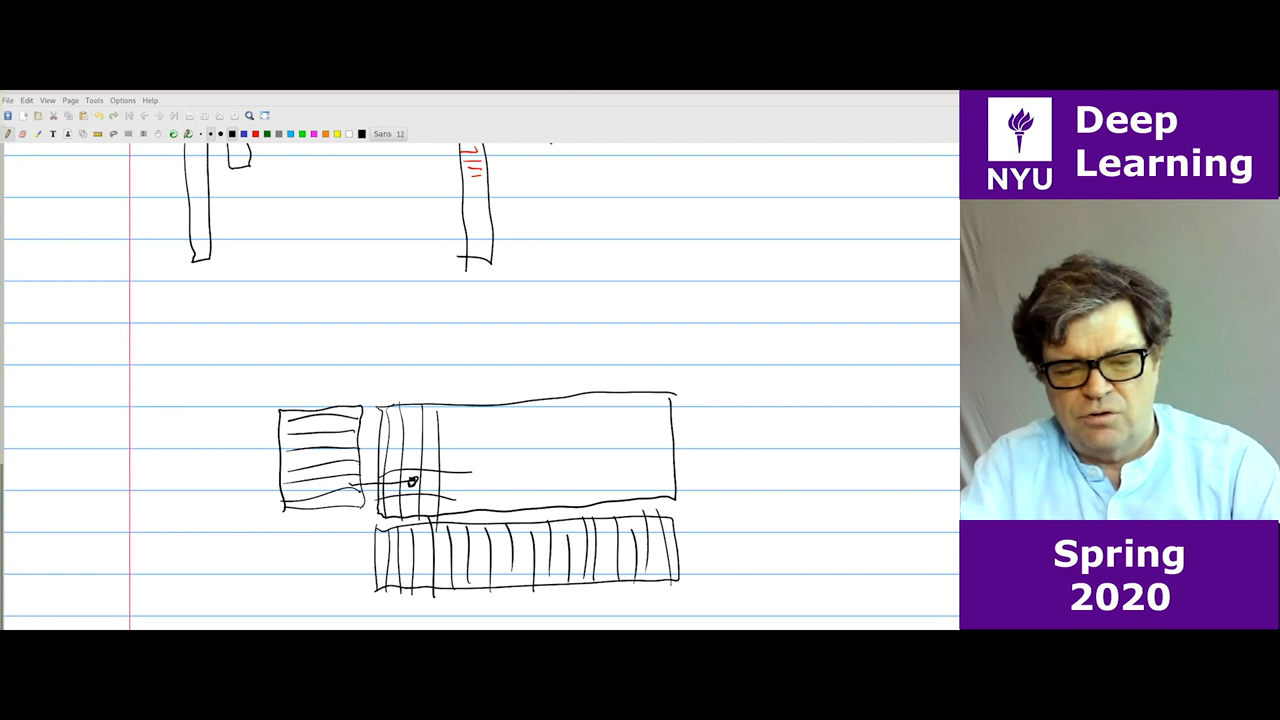 File Edit View Page Tools Options Help
Sans 12
NYU
Deep
Learning
Spring
2020